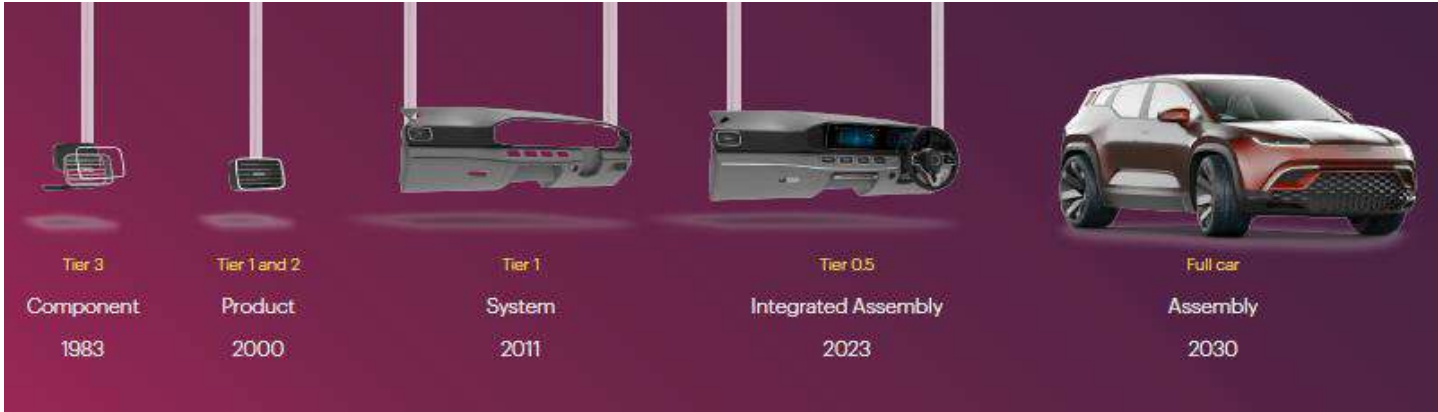 Tier 3
Component
1983
Tier 1 and 2
Product
2000
Tier 1
System
2011
Tier 0.5
Integrated Assembly
2023
Full car
Assembly
2030